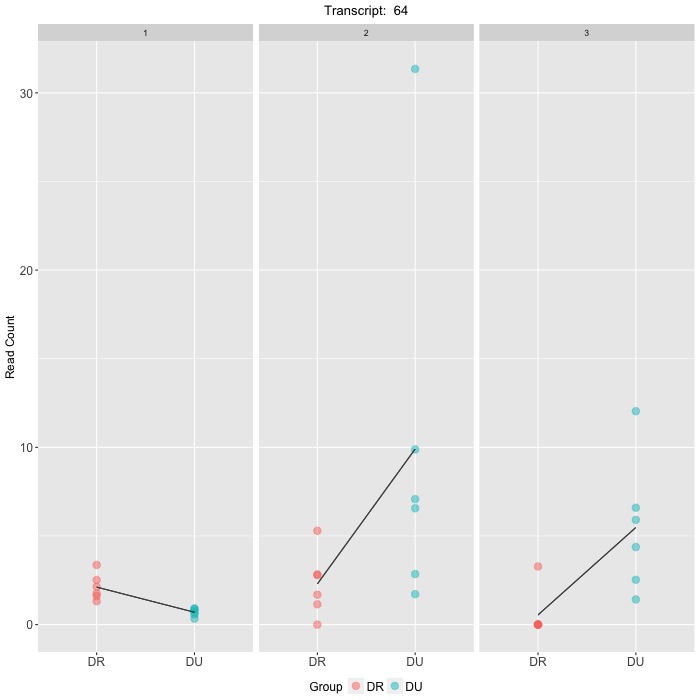 Transcript: 64
1 2 3
Read Count
30
20
10
0
DR DU DR DU DR DU
Group DR DU